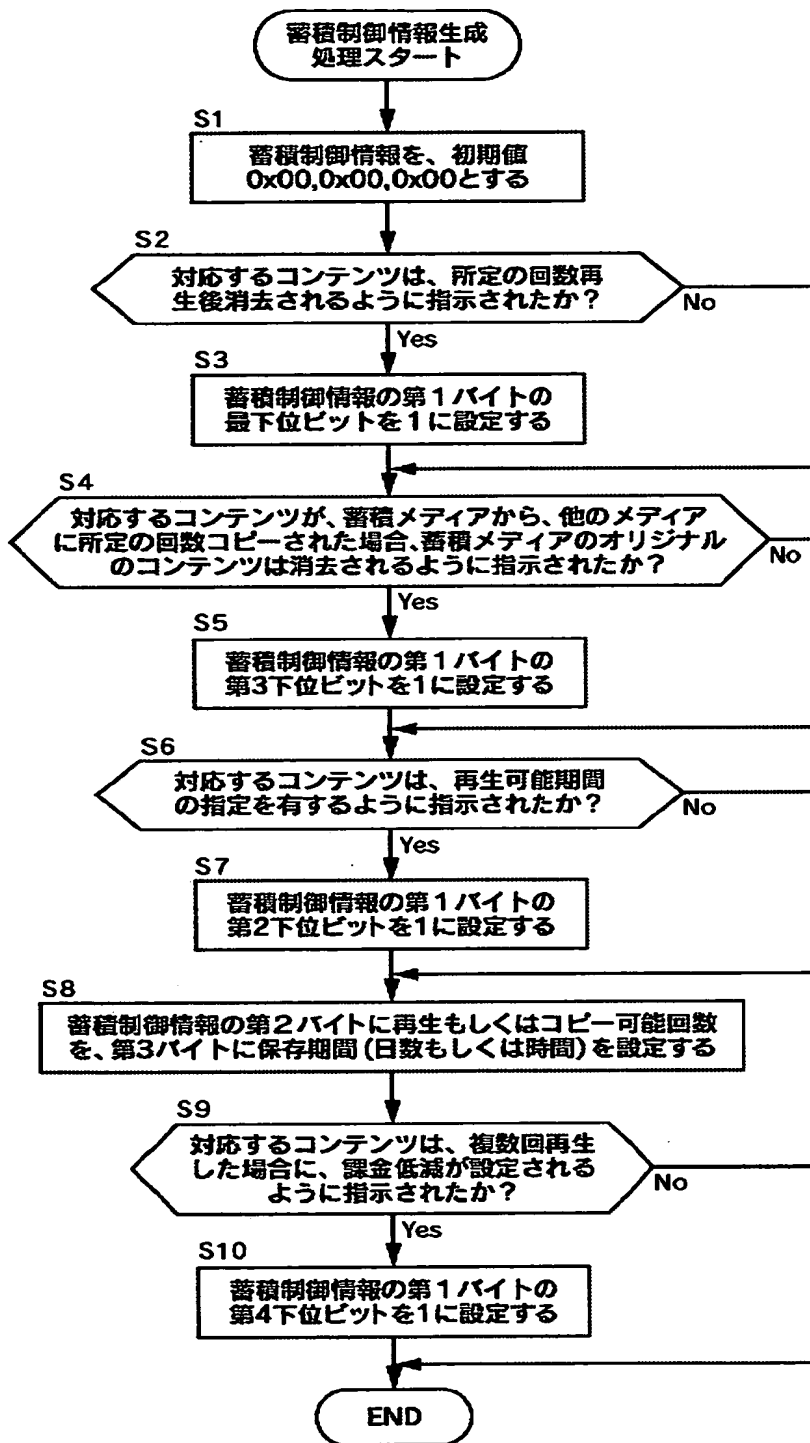 蓄積制御情報生成
処理スタート
S1
蓄積制御情報を、初期値
0x00,0x00,0x00とする
S2
対応するコンテンツは、所定の回数再
生後消去されるように指示されたか？
No
Yes
S3
蓄積制御情報の第1バイトの
最下位ビットを1に設定する
S4
対応するコンテンツが、蓄積メディアから、他のメディア
に所定の回数コピーされた場合、蓄積メディアのオリジナル
のコンテンツは消去されるように指示されたか？
No
Yes
S5
蓄積制御情報の第1バイトの
第3下位ビットを1に設定する
S6
対応するコンテンツは、再生可能期間
の指定を有するように指示されたか？
No
Yes
S7
蓄積制御情報の第1バイトの
第2下位ビットを1に設定する
S8
蓄積制御情報の第2バイトに再生もしくはコピー可能回数
を、第3バイトに保存期間(日数もしくは時間)を設定する
S9
対応するコンテンツは、複数回再生
した場合に、課金低減が設定される
ように指示されたか？
No
Yes
S10
蓄積制御情報の第1バイトの
第4下位ビットを1に設定する
END